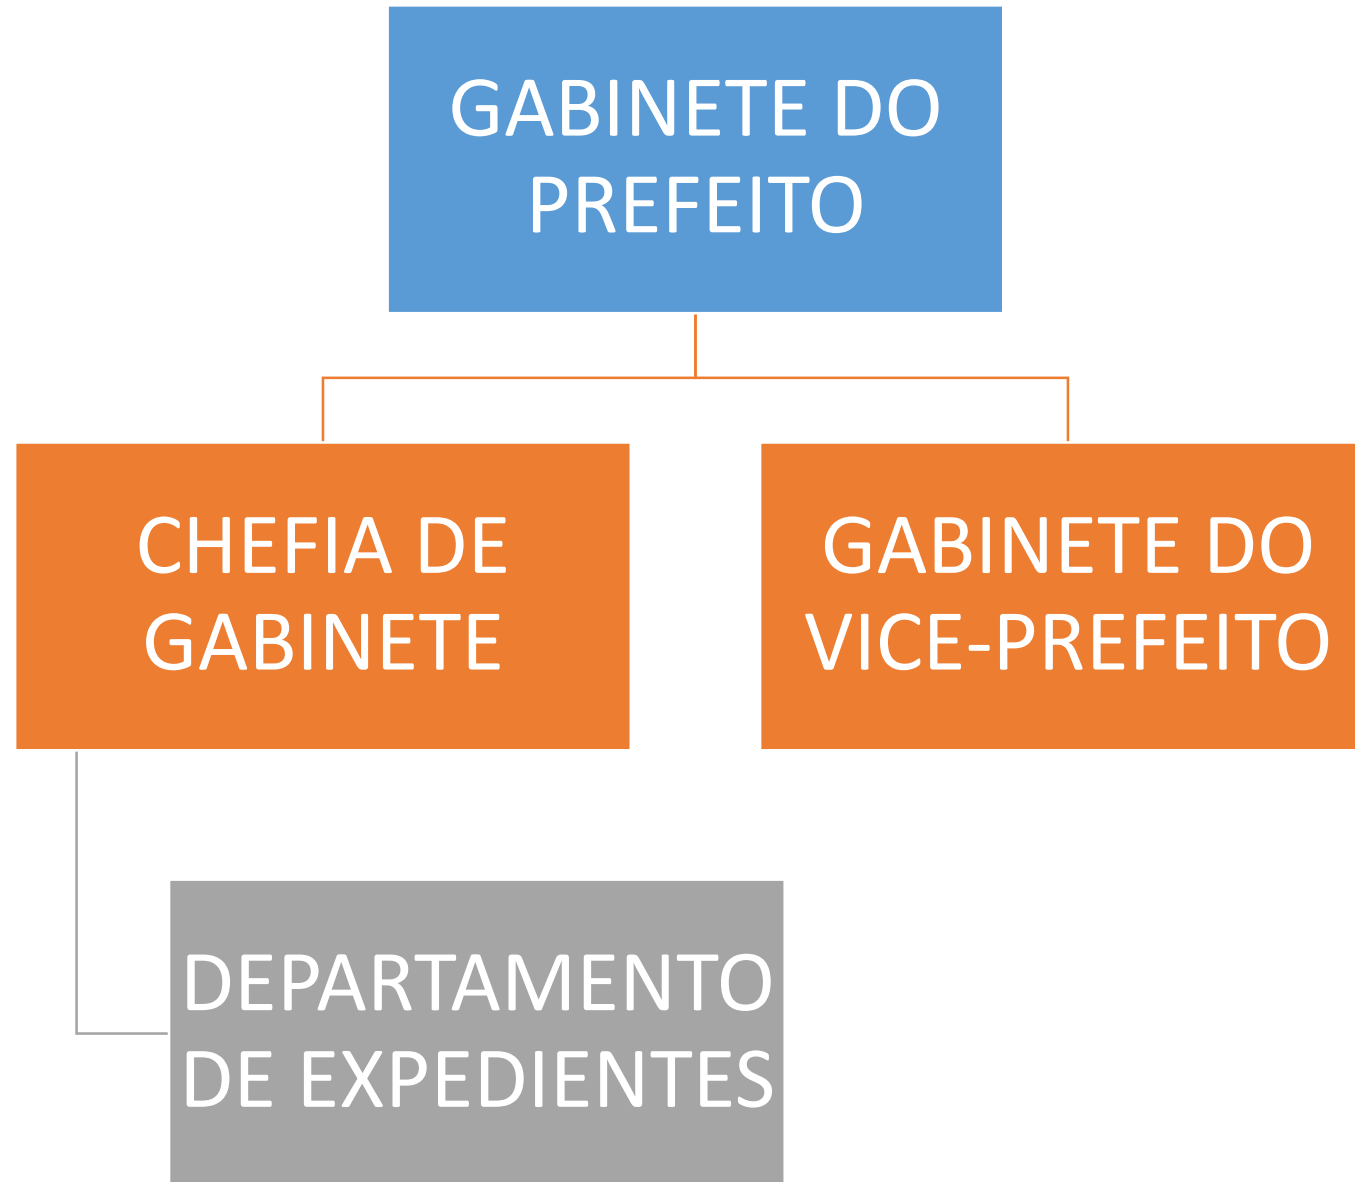 GABINETE DO
PREFEITO
CHEFIA DE
GABINETE
GABINETE DO
VICE-PREFEITO
DEPARTAMENTO
DE EXPEDIENTES